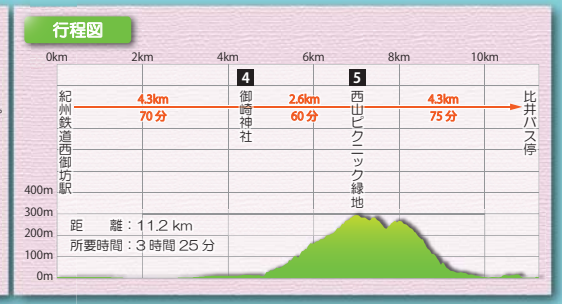 行程図
0km 2km 4km 6km 8km 10km
4 5
紀州鉄道西御坊駅
4.3km
70分
御崎神社
2.6km
60分
西山ピクニック緑地
4.3km
75分
比井バス停
400m
300m
200m
100m
0m
距　離：11.2 km
所要時間：3 時間 25 分